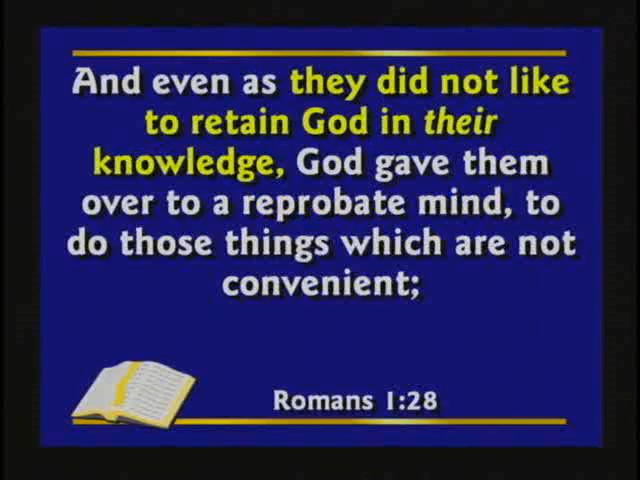 And even as they did not like
to retain God in their
knowledge, God gave them
over to a reprobate mind, to
do those things which are not
convenient;
Romans 1:28